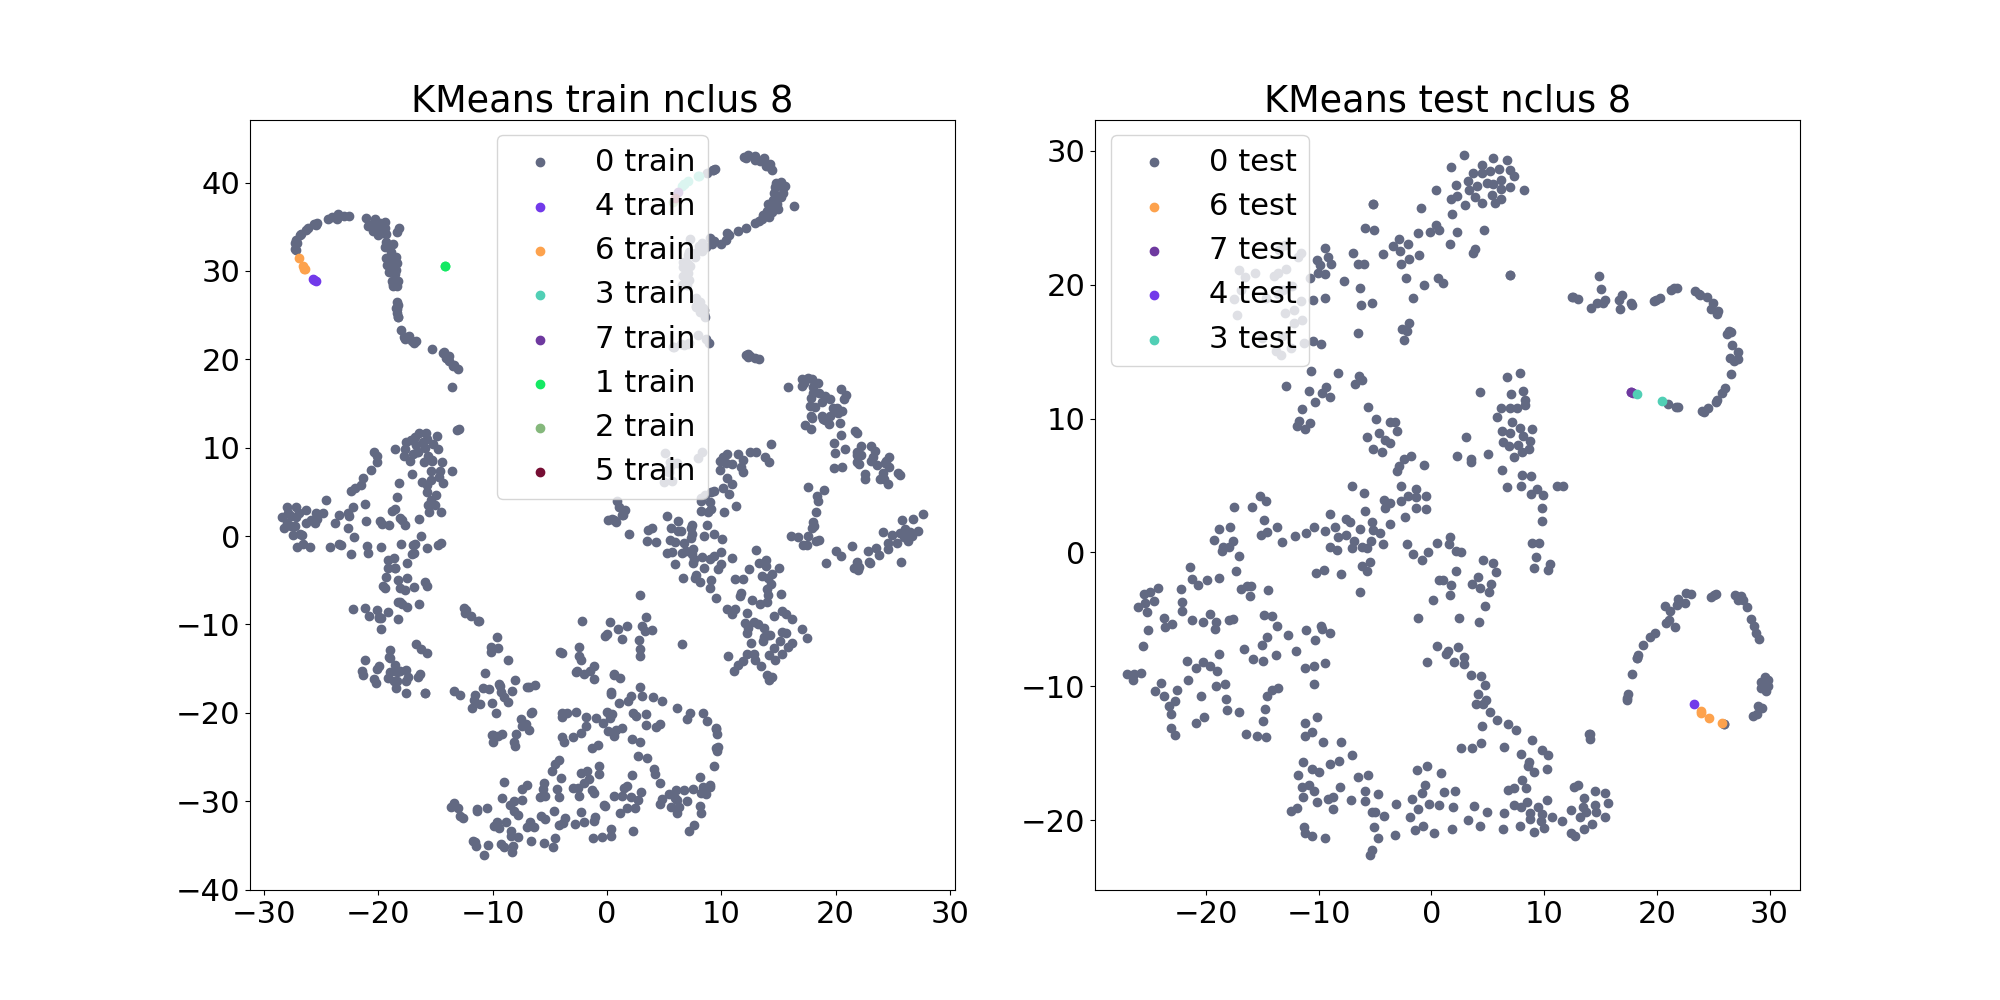 KMeans train nclus 8
0 train
4 train
6 train
3 train
7 train
1 train
2 train
5 train
40
30
20
10
0
−10
−20
−30
−40
−30 −20 −10 0 10 20 30
KMeans test nclus 8
0 test
6 test
7 test
4 test
3 test
30
20
10
0
−10
−20
−20 −10 0 10 20 30